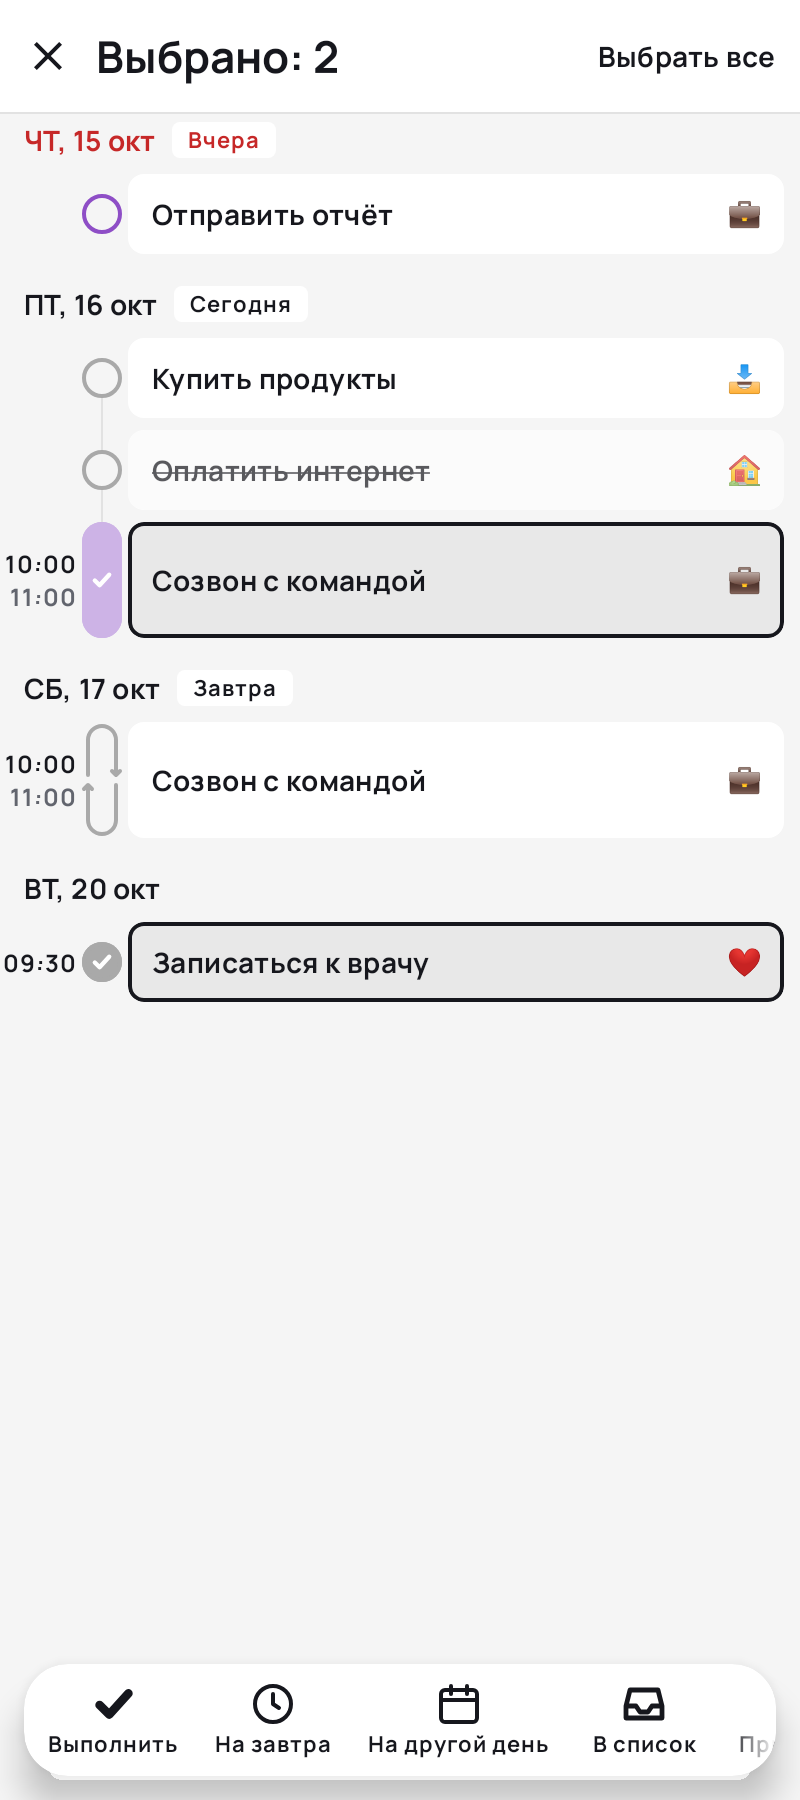 Выбрано: 2
Выбрать все
ЧТ, 15 окт
Вчера
Отправить отчёт
ПТ, 16 окт
Сегодня
Купить продукты
Оплатить интернет
10:00
11:00
Созвон с командой
СБ, 17 окт
Завтра
10:00
11:00
Созвон с командой
ВТ, 20 окт
09:30
Записаться к врачу
Выполнить
На завтра
На другой день
В список